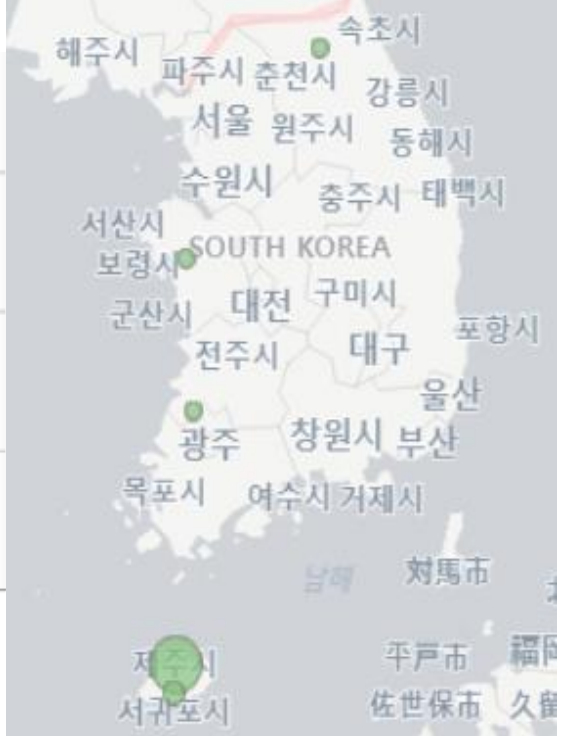 속초시
해주시
파주시 춘천시
강릉시
서울 원주시
동해시
수원시
충주시 태백시
서산시
SOUTH KOREA
보령시
대전 구미시
군산시
포항시
전주시 대구
울산
광주 창원시 부산
목포시 여수시 거제시
남해
対馬市
제주시
平戸市
서귀포시
佐世保市